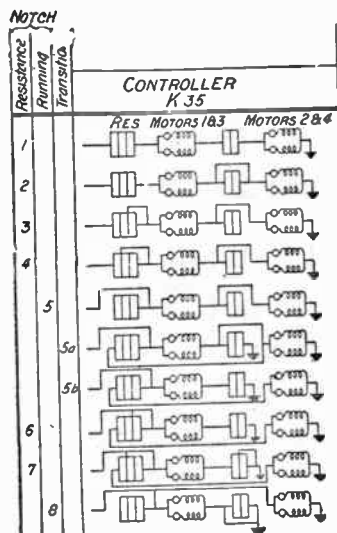 NOTCH
Resistance
Running
Transitio
CONTROLLER
K 35
RES MOTORS 1&3 MOTORS 2&4
1
2
3
4
5
5a
5b
6
7
8